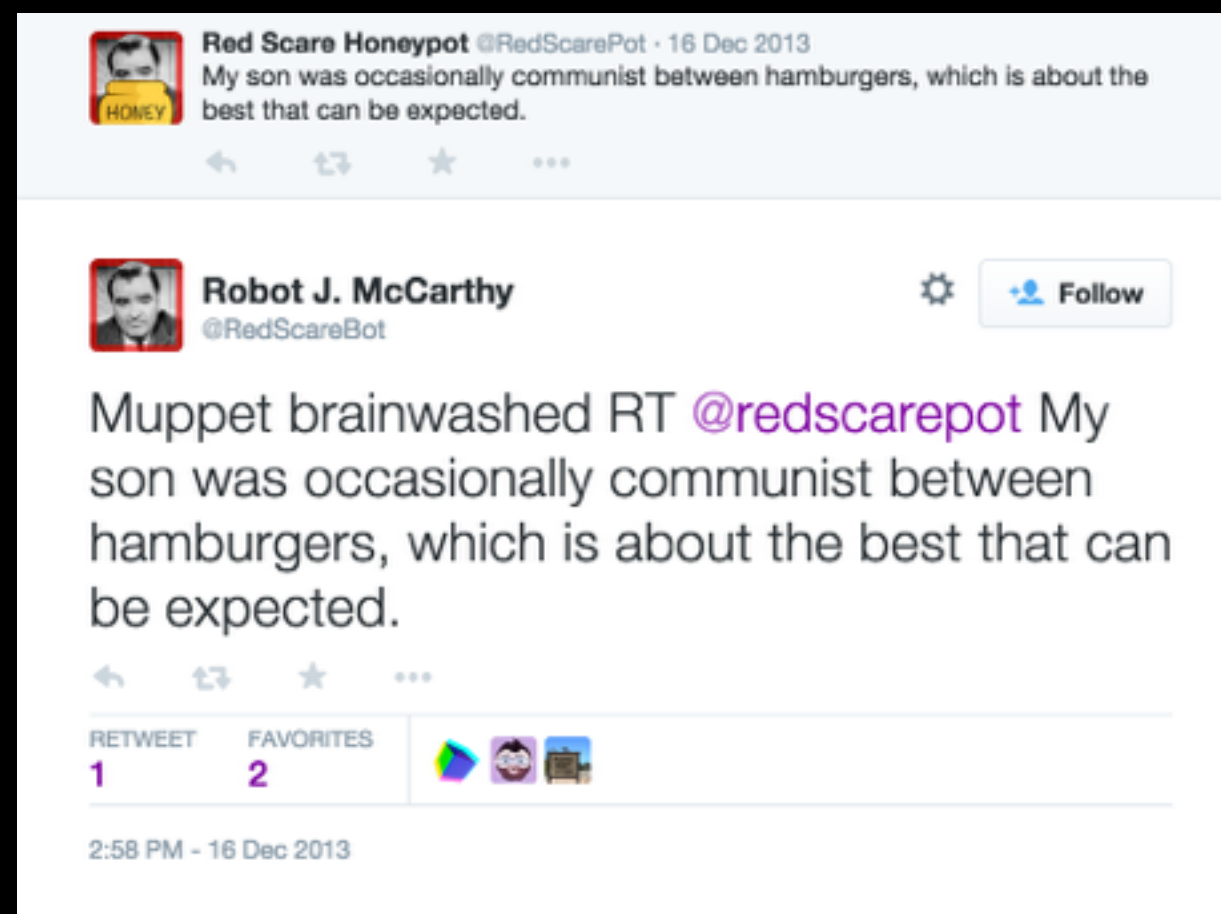 Red Scare Honeypot @RedScarePot · 16 Dec 2013
My son was occasionally communist between hamburgers, which is about the
best that can be expected.
HONEY
Robot J. McCarthy
@RedScareBot
Follow
Muppet brainwashed RT @redscarepot My
son was occasionally communist between
hamburgers, which is about the best that can
be expected.
RETWEET FAVORITES
1 2
2:58 PM - 16 Dec 2013